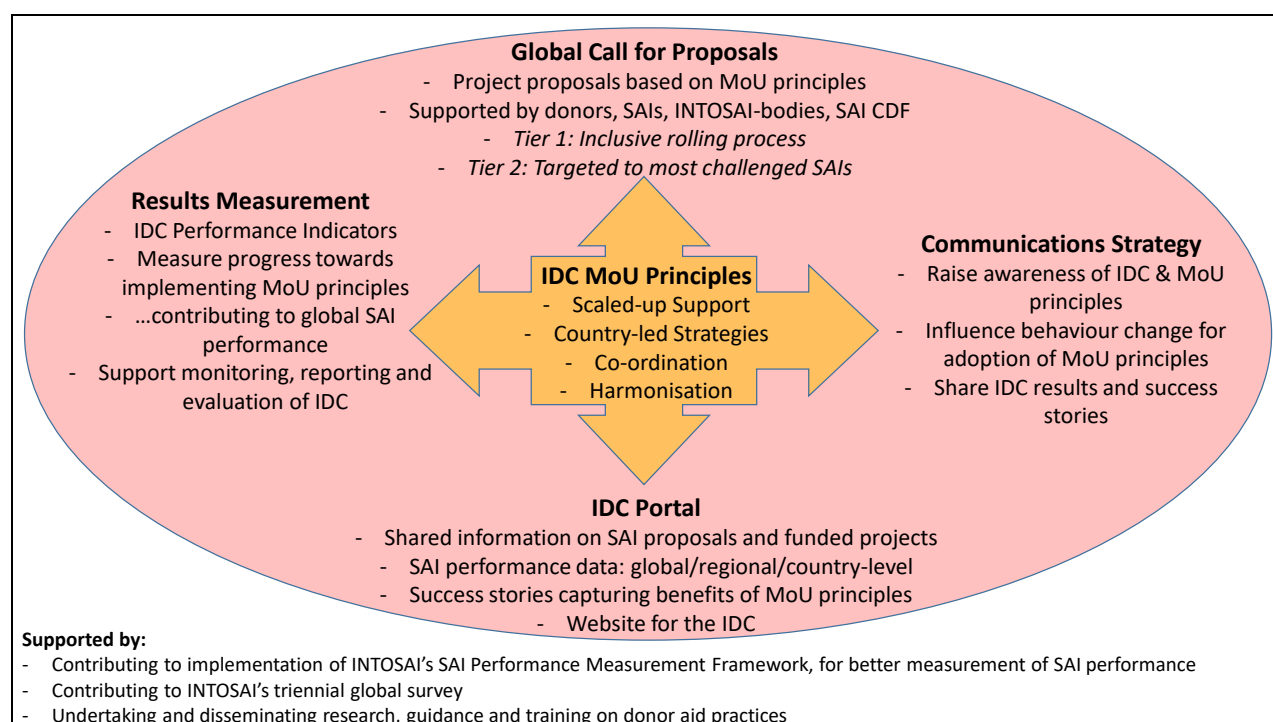 Global Call for Proposals
- Project proposals based on MoU principles
- Supported by donors, SAIs, INTOSAI-bodies, SAI CDF
- Tier 1: Inclusive rolling process
- Tier 2: Targeted to most challenged SAIs
Results Measurement
- IDC Performance Indicators
- Measure progress towards
implementing MoU principles
- …contributing to global SAI
performance
- Support monitoring, reporting and
evaluation of IDC
IDC MoU Principles
- Scaled-up Support
- Country-led Strategies
- Co-ordination
- Harmonisation
Communications Strategy
- Raise awareness of IDC & MoU
principles
- Influence behaviour change for
adoption of MoU principles
- Share IDC results and success
stories
IDC Portal
- Shared information on SAI proposals and funded projects
- SAI performance data: global/regional/country-level
- Success stories capturing benefits of MoU principles
- Website for the IDC
Supported by:
- Contributing to implementation of INTOSAI's SAI Performance Measurement Framework, for better measurement of SAI performance
- Contributing to INTOSAI's triennial global survey
- Undertaking and disseminating research, guidance and training on donor aid practices